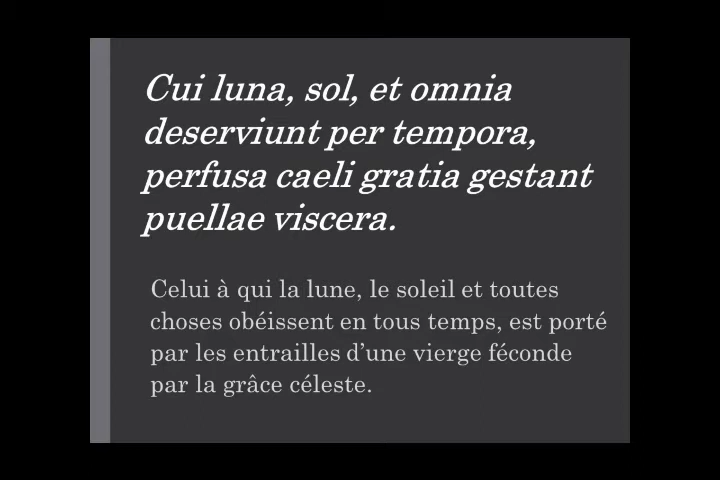 Cui luna, sol, et omnia
deserviunt per tempora,
perfusa caeli gratia gestant
puellae viscera.
Celui à qui la lune, le soleil et toutes
choses obéissent en tous temps, est porté
par les entrailles d’une vierge féconde
par la grâce céleste.